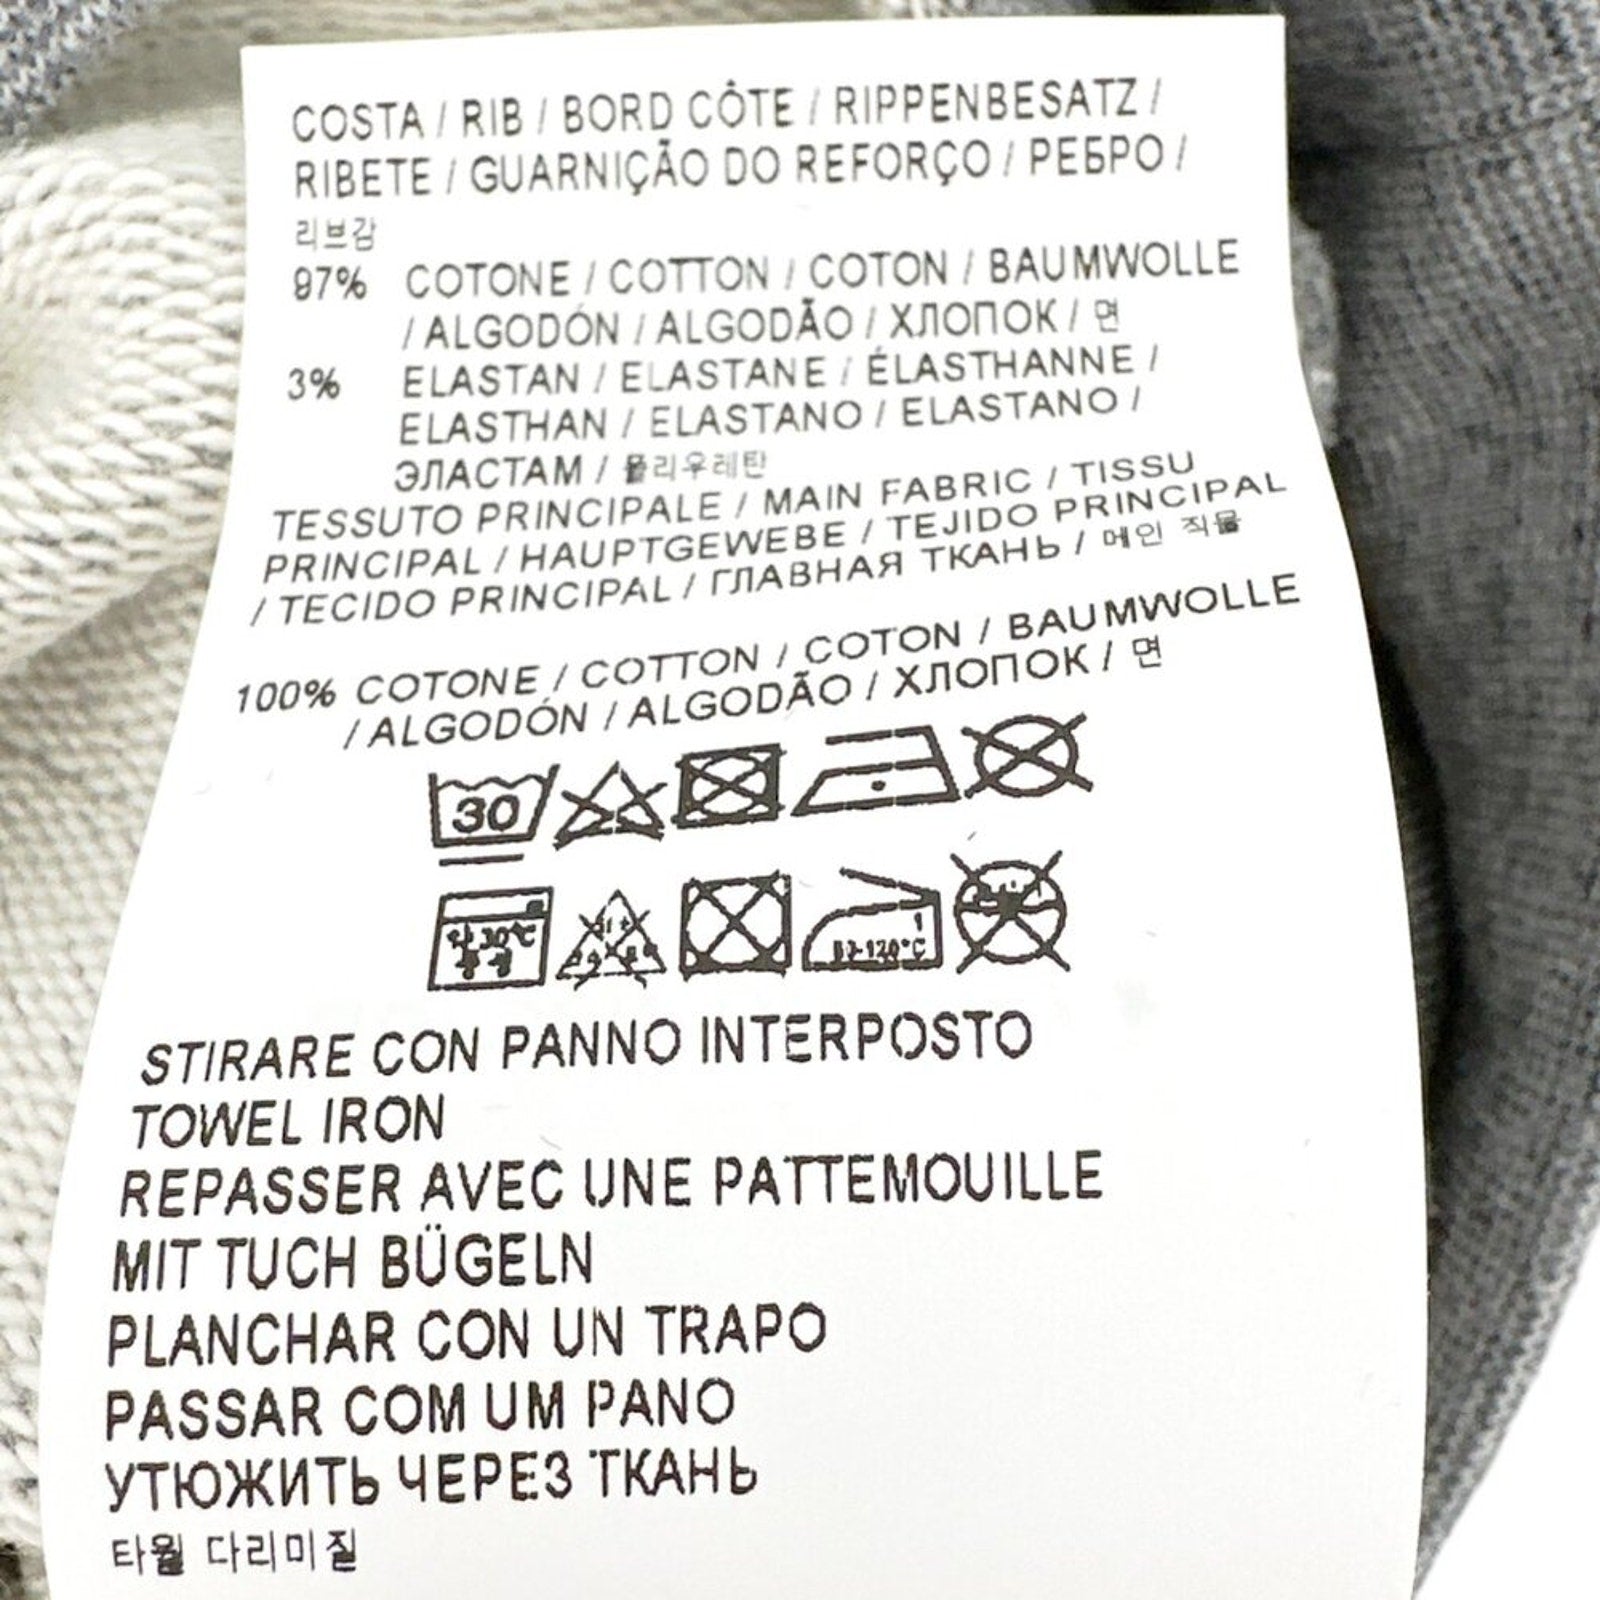 COSTA / RIB / BORD CÔTE / RIPPENBESATZ /
RIBETE / GUARNIÇÃO DO REFORÇO / РЕБРО /
리브감
97% COTONE / COTTON / COTON / BAUMWOLLE
/ ALGODÓN / ALGODÃO / ХЛОПОК / 면
3% ELASTAN / ELASTANE / ÉLASTHANNE /
ELASTHAN / ELASTANO / ELASTANO /
ЭЛАСТАМ / 폴리우레탄
TESSUTO PRINCIPALE / MAIN FABRIC / TISSU
PRINCIPAL / HAUPTGEWEBE / TEJIDO PRINCIPAL
/ TECIDO PRINCIPAL / ГЛАВНАЯ ТКАНЬ / 메인 직물
100% COTONE / COTTON / COTON / BAUMWOLLE
/ ALGODÓN / ALGODÃO / ХЛОПОК / 면
30
30℃
120°C
STIRARE CON PANNO INTERPOSTO
TOWEL IRON
REPASSER AVEC UNE PATTEMOUILLE
MIT TUCH BÜGELN
PLANCHAR CON UN TRAPO
PASSAR COM UM PANO
УТЮЖИТЬ ЧЕРЕЗ ТКАНЬ
타월 다리미질